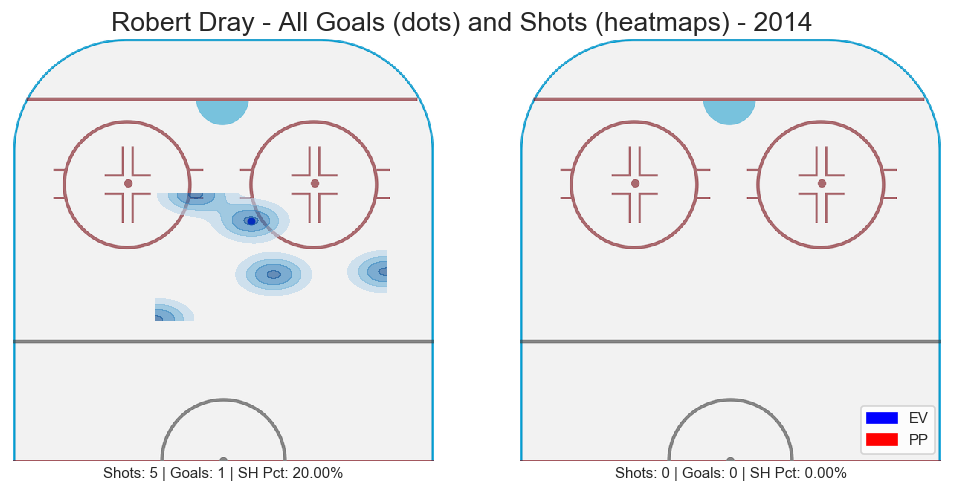 Robert Dray - All Goals (dots) and Shots (heatmaps) - 2014
EV
PP
Shots: 5 | Goals: 1 | SH Pct: 20.00%
Shots: 0 | Goals: 0 | SH Pct: 0.00%